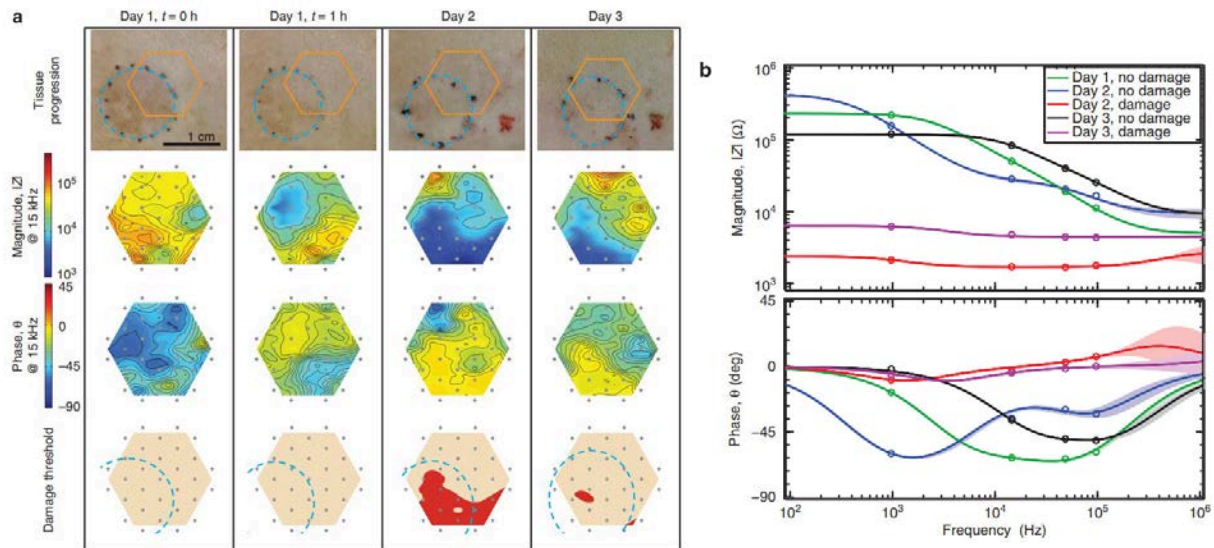 a
Day 1, t = 0 h
Day 1, t = 1 h
Day 2
Day 3
Tissue
progression
1 cm
Magnitude, |Z|
@ 15 kHz
10⁵
10⁴
10³
Phase, θ
@ 15 kHz
45
0
−45
−90
Damage threshold
b
Magnitude, |Z| (Ω)
10⁶
10⁵
10⁴
10³
Day 1, no damage
Day 2, no damage
Day 2, damage
Day 3, no damage
Day 3, damage
Phase, θ (deg)
45
0
−45
−90
10²
10³
10⁴
10⁵
10⁶
Frequency (Hz)